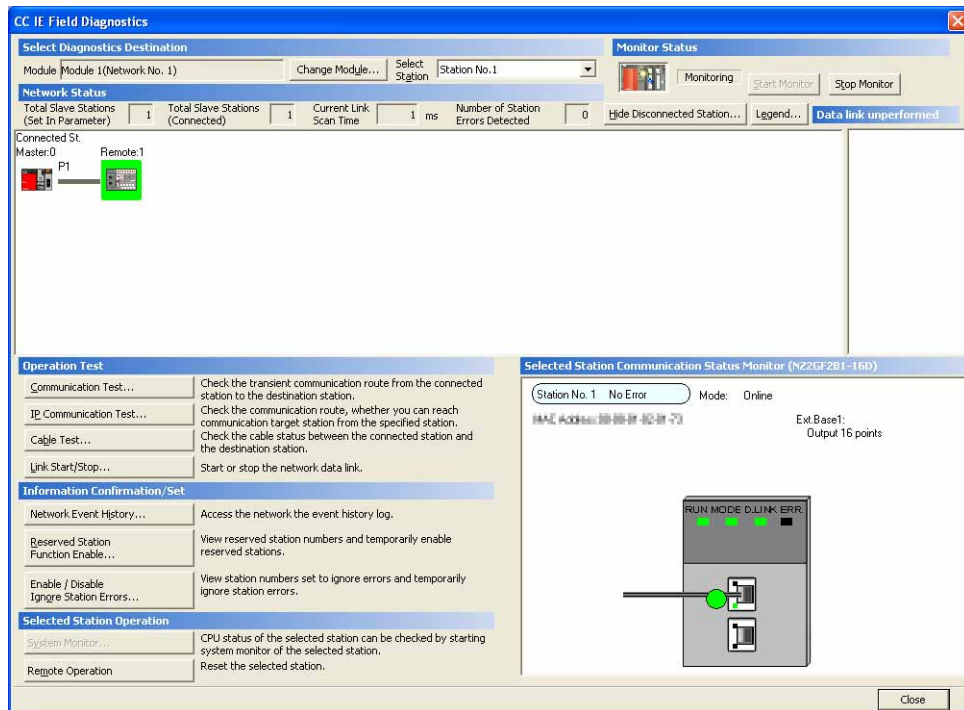 CC IE Field Diagnostics
Select Diagnostics Destination
Monitor Status
Module Module 1(Network No. 1)
Change Module...
Select
Station
Station No.1
Monitoring
Start Monitor
Stop Monitor
Network Status
Total Slave Stations
(Set In Parameter)
1
Total Slave Stations
(Connected)
1
Current Link
Scan Time
1 ms
Number of Station
Errors Detected
0
Hide Disconnected Station...
Legend...
Data link unperformed
Connected St.
Master:0
Remote:1
P1
Operation Test
Communication Test...
Check the transient communication route from the connected
station to the destination station.
IP Communication Test...
Check the communication route, whether you can reach
communication target station from the specified station.
Cable Test...
Check the cable status between the connected station and
the destination station.
Link Start/Stop...
Start or stop the network data link.
Information Confirmation/Set
Network Event History...
Access the network the event history log.
Reserved Station
Function Enable...
View reserved station numbers and temporarily enable
reserved stations.
Enable / Disable
Ignore Station Errors...
View station numbers set to ignore errors and temporarily
ignore station errors.
Selected Station Operation
System Monitor...
CPU status of the selected station can be checked by starting
system monitor of the selected station.
Remote Operation
Reset the selected station.
Selected Station Communication Status Monitor (NZ2GF2B1-16D)
Station No. 1 No Error
Mode: Online
Ext.Base1:
Output 16 points
RUN MODE D.LINK ERR.
Close